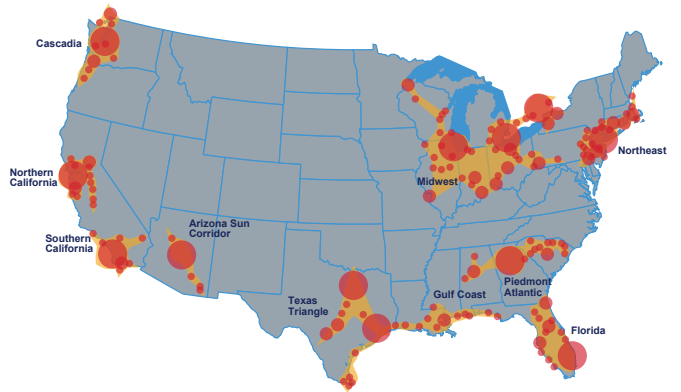 Cascadia
Northeast
Northern
California
Midwest
Arizona Sun
Corridor
Southern
California
Piedmont
Atlantic
Gulf Coast
Texas
Triangle
Florida